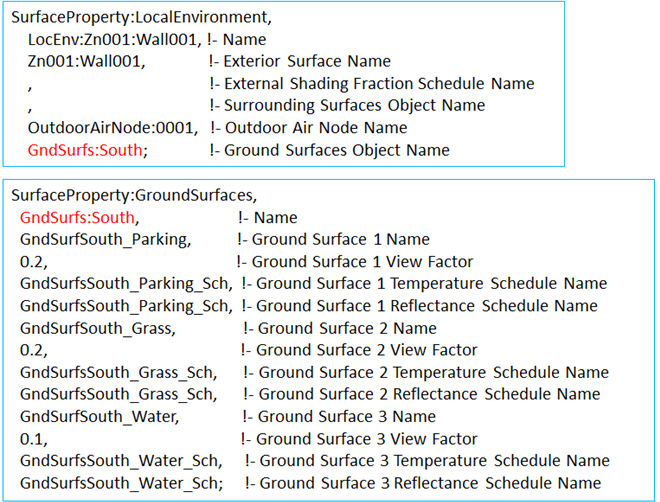 SurfaceProperty:LocalEnvironment,
LocEnv:Zn001:Wall001, !- Name
Zn001:Wall001, !- Exterior Surface Name
, !- External Shading Fraction Schedule Name
, !- Surrounding Surfaces Object Name
OutdoorAirNode:0001, !- Outdoor Air Node Name
GndSurfs:South; !- Ground Surfaces Object Name
SurfaceProperty:GroundSurfaces,
GndSurfs:South, !- Name
GndSurfSouth_Parking, !- Ground Surface 1 Name
0.2, !- Ground Surface 1 View Factor
GndSurfsSouth_Parking_Sch, !- Ground Surface 1 Temperature Schedule Name
GndSurfsSouth_Parking_Sch, !- Ground Surface 1 Reflectance Schedule Name
GndSurfSouth_Grass, !- Ground Surface 2 Name
0.2, !- Ground Surface 2 View Factor
GndSurfsSouth_Grass_Sch, !- Ground Surface 2 Temperature Schedule Name
GndSurfsSouth_Grass_Sch, !- Ground Surface 2 Reflectance Schedule Name
GndSurfSouth_Water, !- Ground Surface 3 Name
0.1, !- Ground Surface 3 View Factor
GndSurfsSouth_Water_Sch, !- Ground Surface 3 Temperature Schedule Name
GndSurfsSouth_Water_Sch; !- Ground Surface 3 Reflectance Schedule Name